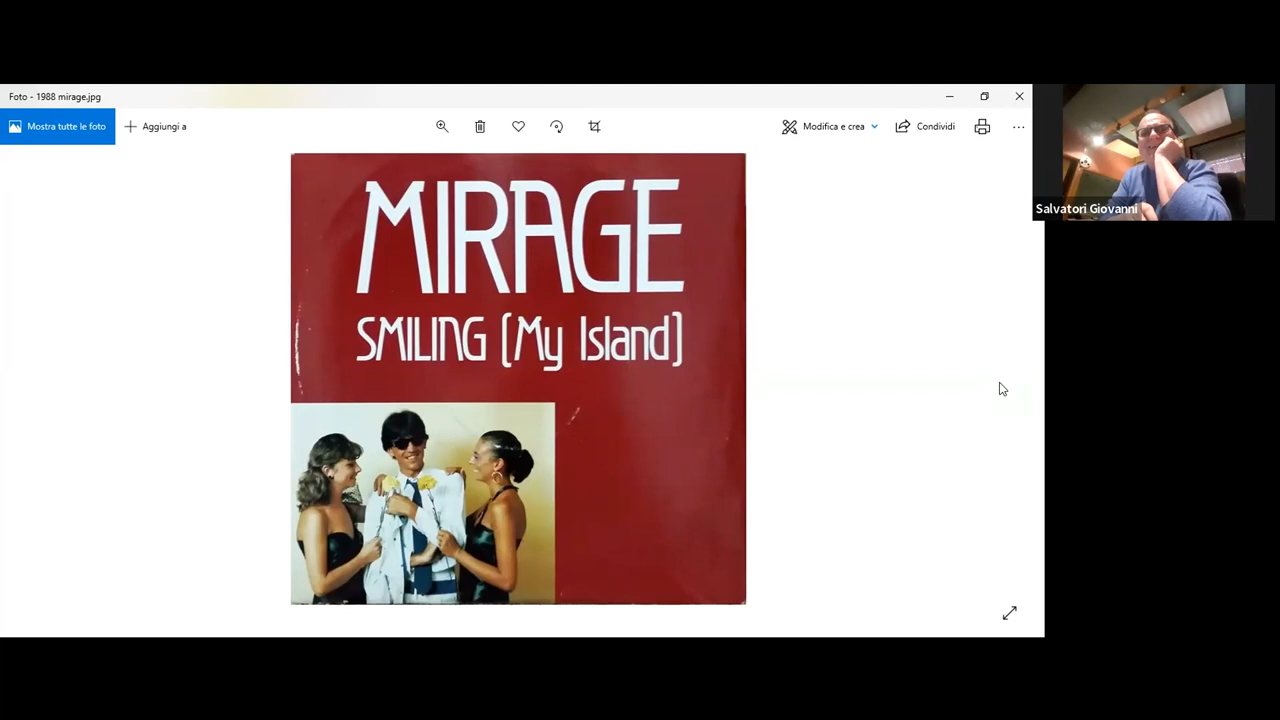 Foto - 1988 mirage.jpg
Mostra tutte le foto
Aggiungi a
Modifica e crea
Condividi
MIRAGE
SMILING (My Island)
Salvatori Giovanni